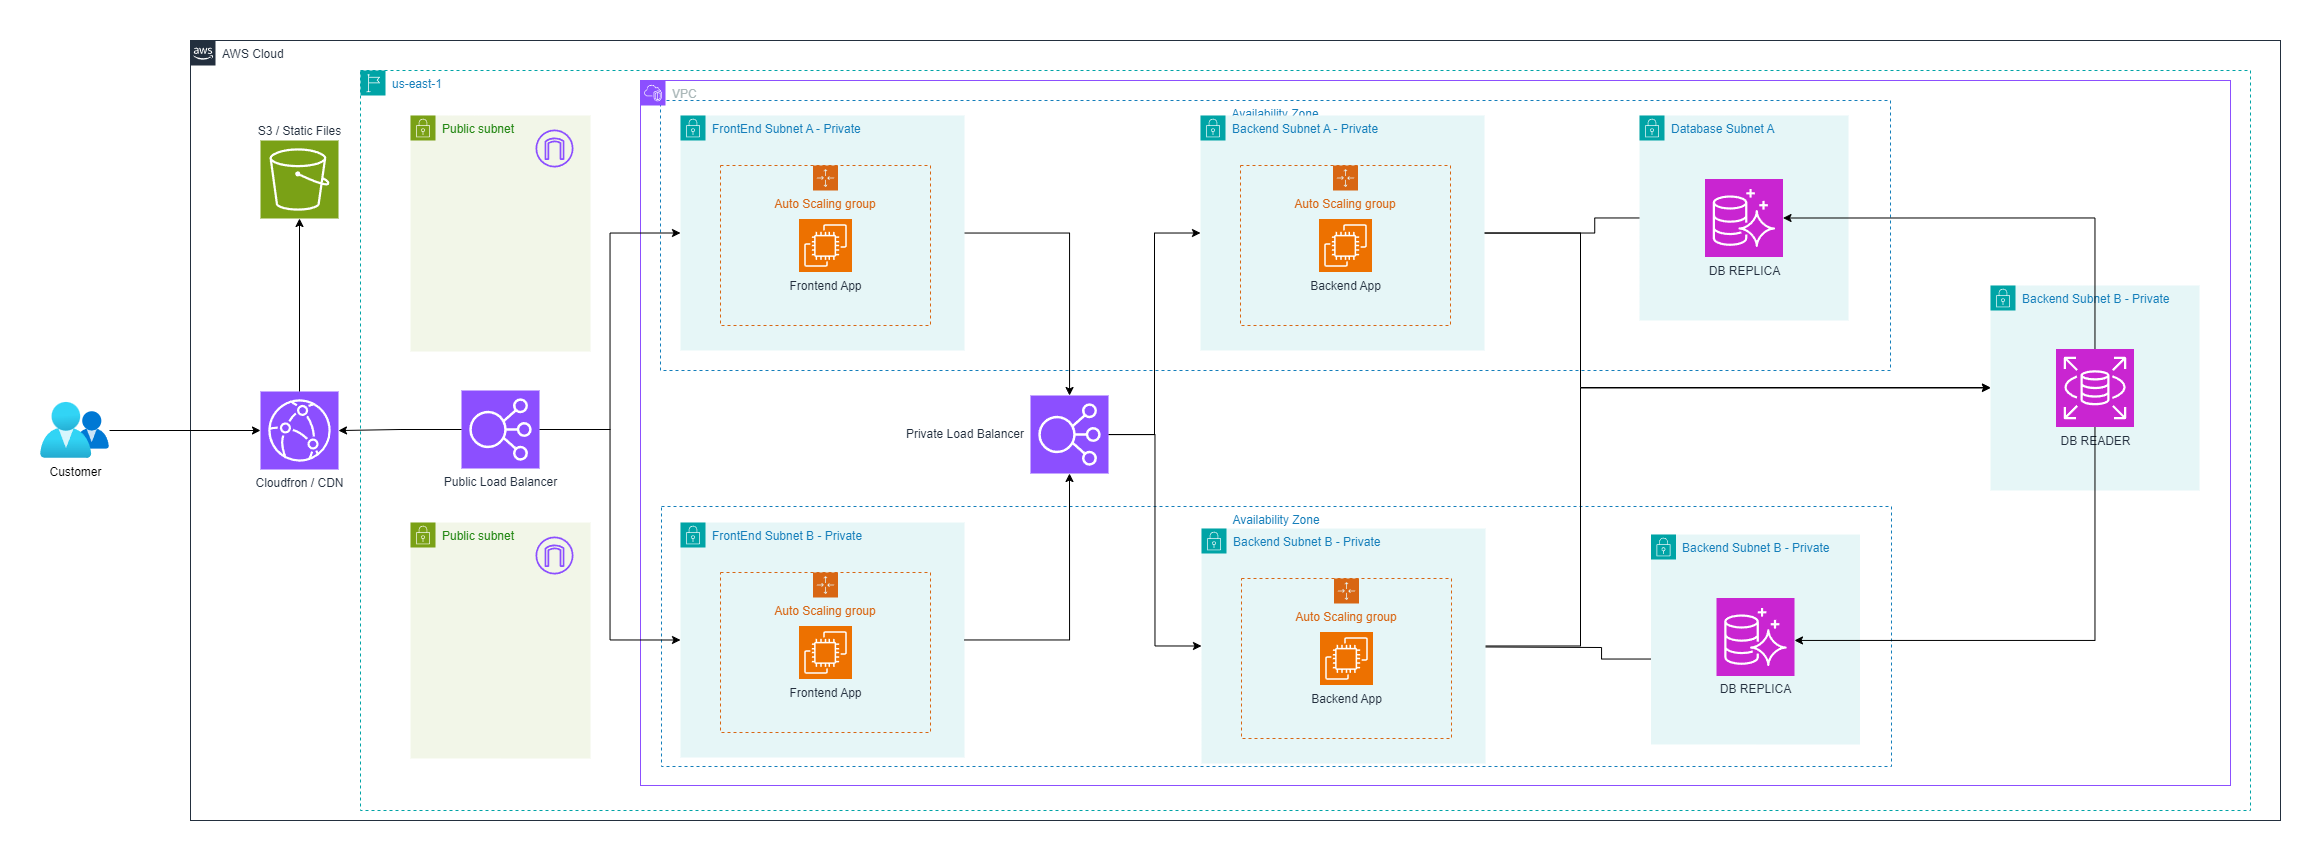 aws
AWS Cloud
us-east-1
VPC
S3 / Static Files
Public subnet
Availability Zone
FrontEnd Subnet A - Private
Backend Subnet A - Private
Database Subnet A
Auto Scaling group
Frontend App
Auto Scaling group
Backend App
DB REPLICA
Backend Subnet B - Private
DB READER
Customer
Cloudfron / CDN
Public Load Balancer
Private Load Balancer
Public subnet
Availability Zone
FrontEnd Subnet B - Private
Backend Subnet B - Private
Backend Subnet B - Private
Auto Scaling group
Frontend App
Auto Scaling group
Backend App
DB REPLICA